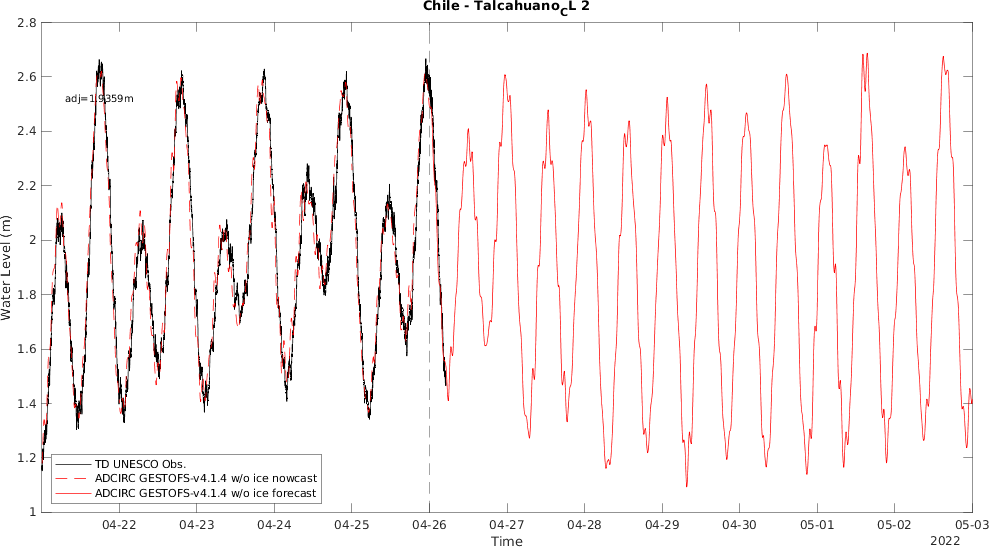 Chile - Talcahuano_CL 2
2.8
2.6
adj=1.9359m
2.4
2.2
2
1.8
1.6
1.4
1.2
1
Water Level (m)
TD UNESCO Obs.
ADCIRC GESTOFS-v4.1.4 w/o ice nowcast
ADCIRC GESTOFS-v4.1.4 w/o ice forecast
04-22 04-23 04-24 04-25 04-26 04-27 04-28 04-29 04-30 05-01 05-02 05-03
Time
2022